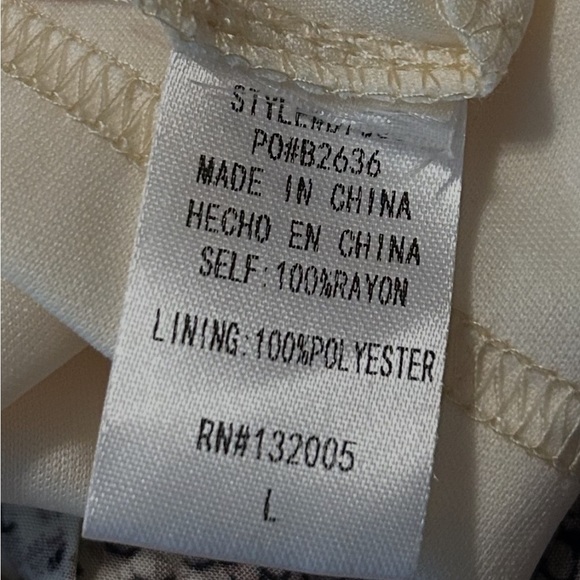 PO#B2636
MADE IN CHINA
HECHO EN CHINA
SELF:100%RAYON
LINING:100%POLYESTER
RN#132005
L